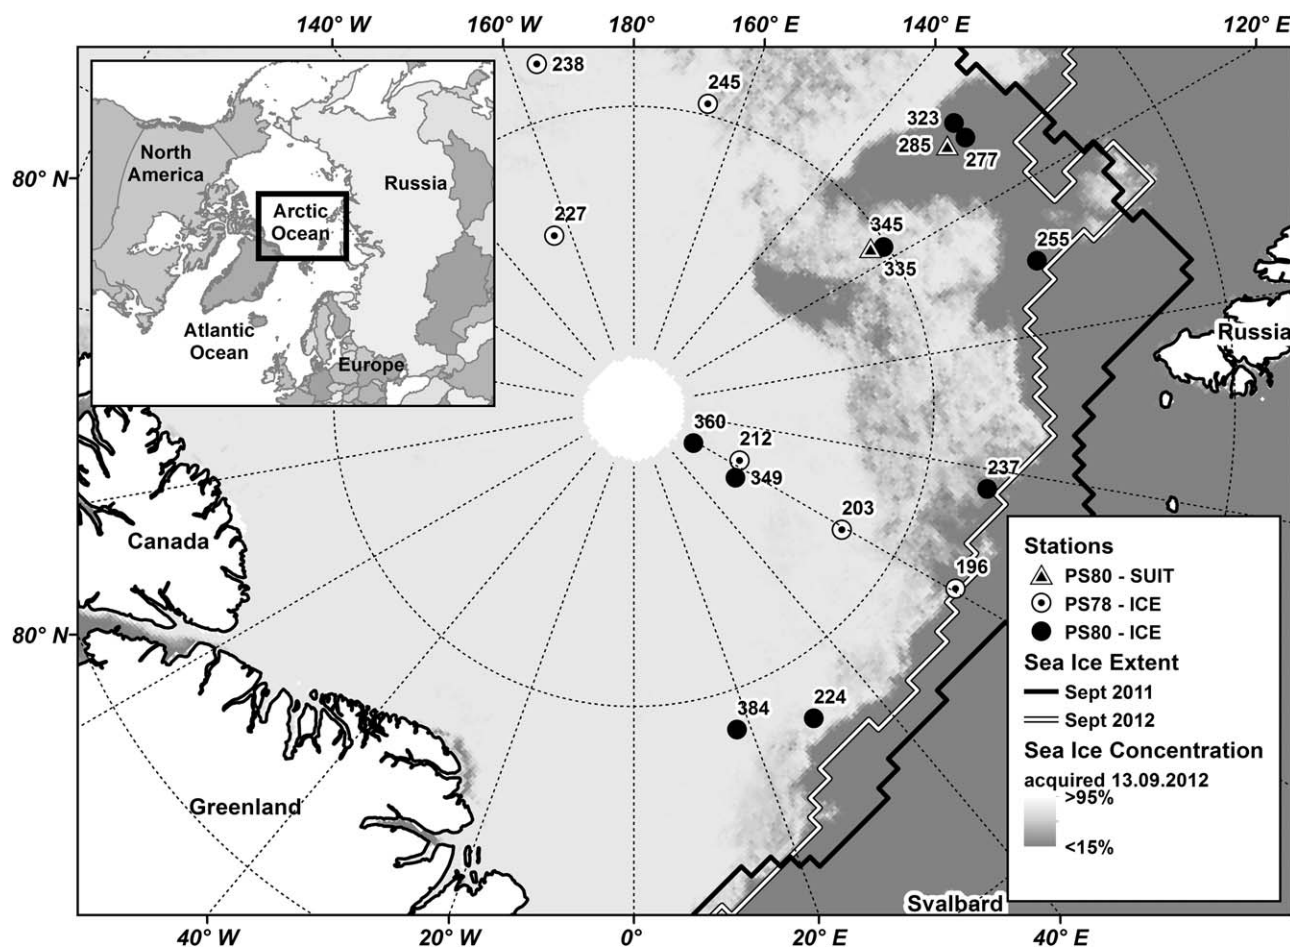 140° W
160° W
180°
160° E
140° E
120° E
238
245
323
285
277
North
America
Russia
80° N
Arctic
Ocean
227
345
335
255
Atlantic
Ocean
Europe
Russia
360
212
349
237
203
Canada
196
80° N
384
224
Greenland
Svalbard
Stations
PS80 - SUIT
PS78 - ICE
PS80 - ICE
Sea Ice Extent
Sept 2011
Sept 2012
Sea Ice Concentration
acquired 13.09.2012
>95%
<15%
40° W
20° W
0°
20° E
40° E